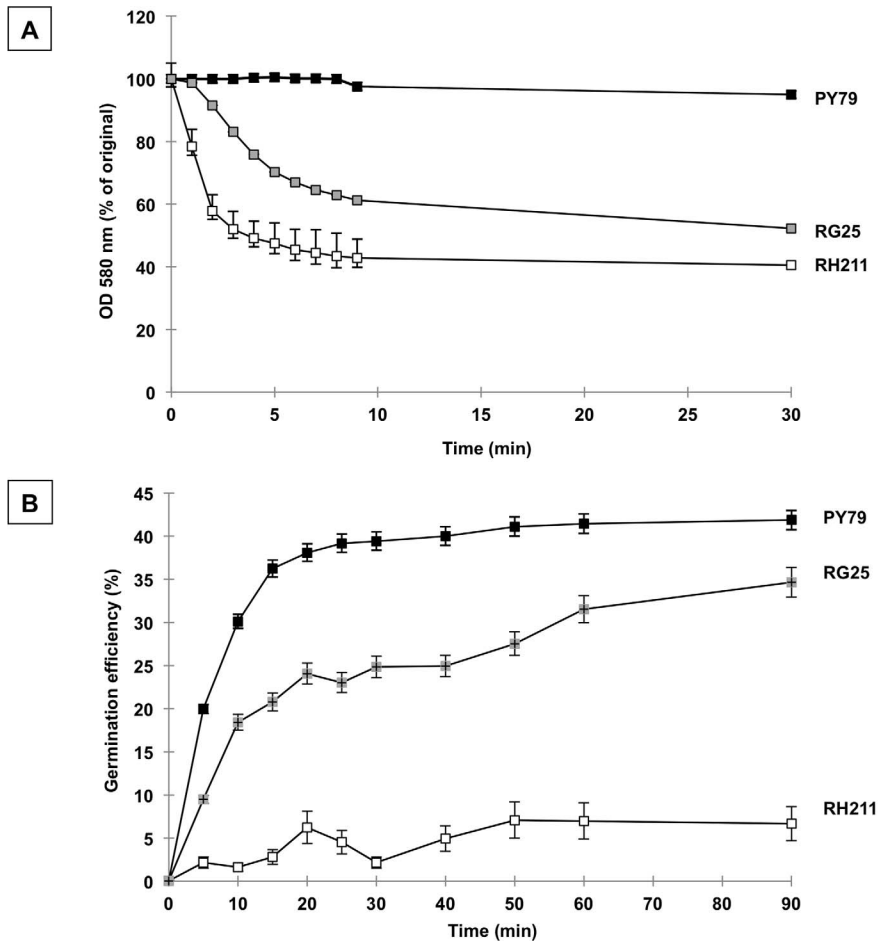 A
120
100
80
60
40
20
0
OD 580 nm (% of original)
PY79
RG25
RH211
0 5 10 15 20 25 30
Time (min)
B
45
40
35
30
25
20
15
10
5
0
Germination efficiency (%)
PY79
RG25
RH211
0 10 20 30 40 50 60 70 80 90
Time (min)